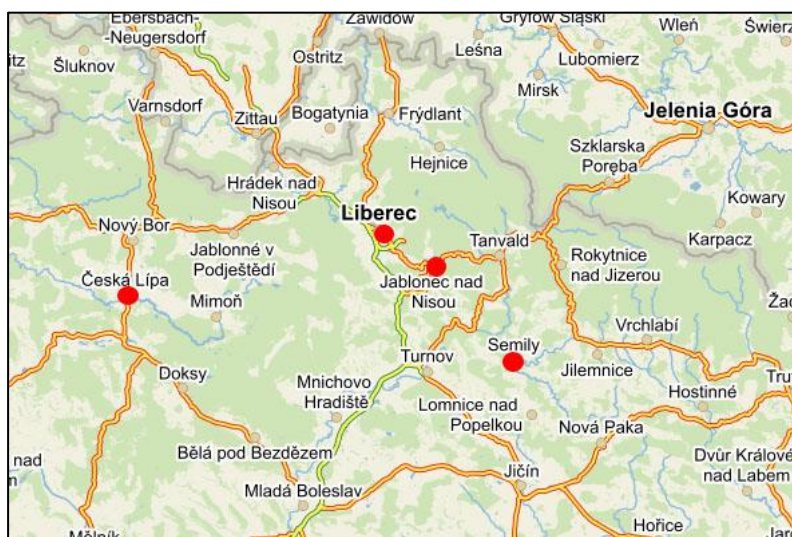 Ebersbach-
-Neugersdorf
Ostritz
Zawidów
Gryfów Śląski
Wleń
Świerz
itz
Šluknov
Leśna
Lubomierz
Varnsdorf
Zittau
Bogatynia
Frýdlant
Mirsk
Jelenia Góra
Hejnice
Szklarska
Poręba
Hrádek nad
Nisou
Kowary
Liberec
Nový Bor
Jablonné v
Podještědí
Tanvald
Karpacz
Rokytnice
nad Jizerou
Česká Lípa
Mimoň
Jablonec nad
Nisou
Vrchlabí
Semily
Doksy
Turnov
Jilemnice
Mnichovo
Hradiště
Hostinné
Lomnice nad
Popelkou
Nová Paka
Bělá pod Bezdězem
Dvůr Králové
nad Labem
nad
Mladá Boleslav
Jičín
Hořice
Mělník